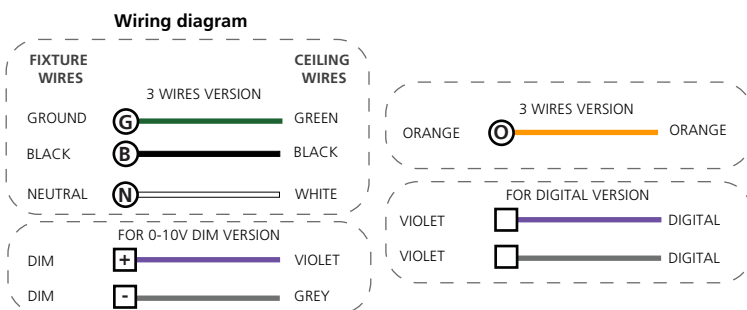 Wiring diagram
FIXTURE WIRES
CEILING WIRES
3 WIRES VERSION
GROUND G GREEN
BLACK B BLACK
NEUTRAL N WHITE
FOR 0-10V DIM VERSION
DIM + VIOLET
DIM - GREY
3 WIRES VERSION
ORANGE O ORANGE
FOR DIGITAL VERSION
VIOLET DIGITAL
VIOLET DIGITAL